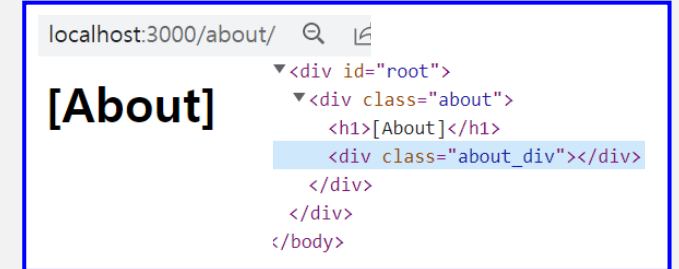 localhost:3000/about/
[About]
▼<div id="root">
▼<div class="about">
<h1>[About]</h1>
<div class="about_div"></div>
</div>
</div>
</body>